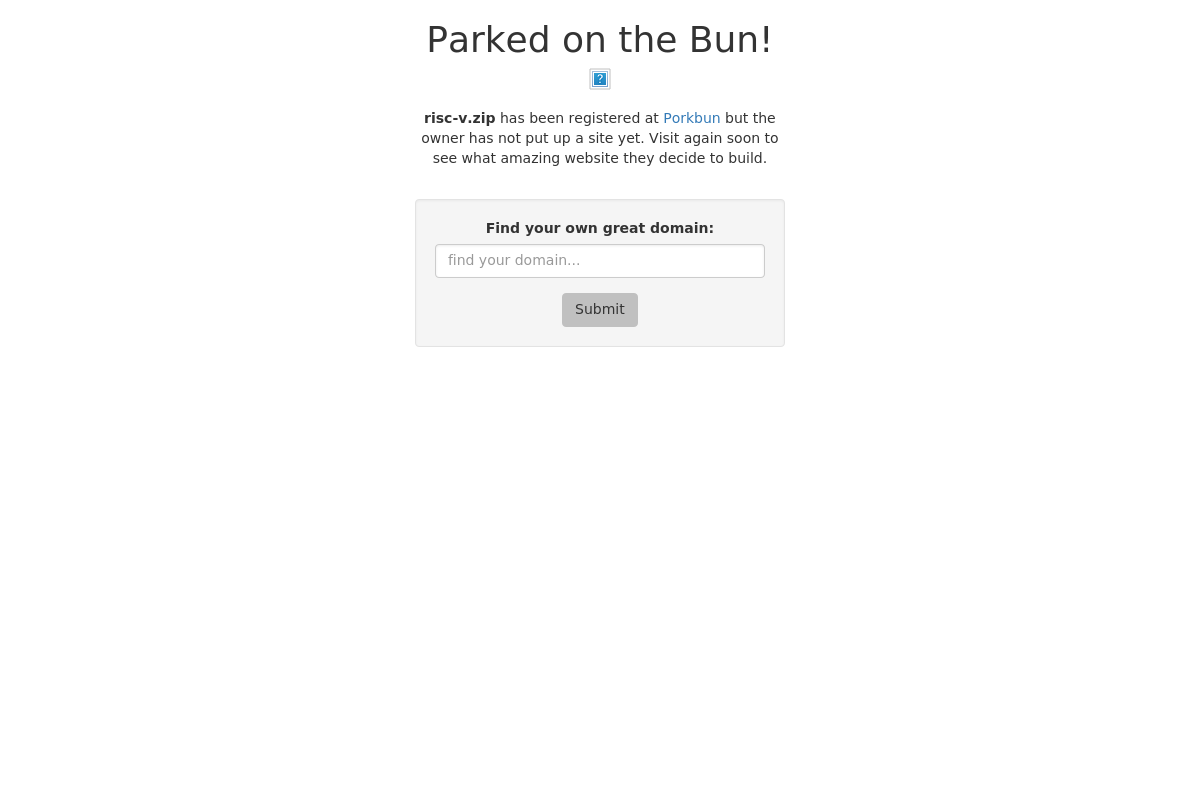 Parked on the Bun!
?
risc-v.zip has been registered at Porkbun but the
owner has not put up a site yet. Visit again soon to
see what amazing website they decide to build.
Find your own great domain:
find your domain...
Submit